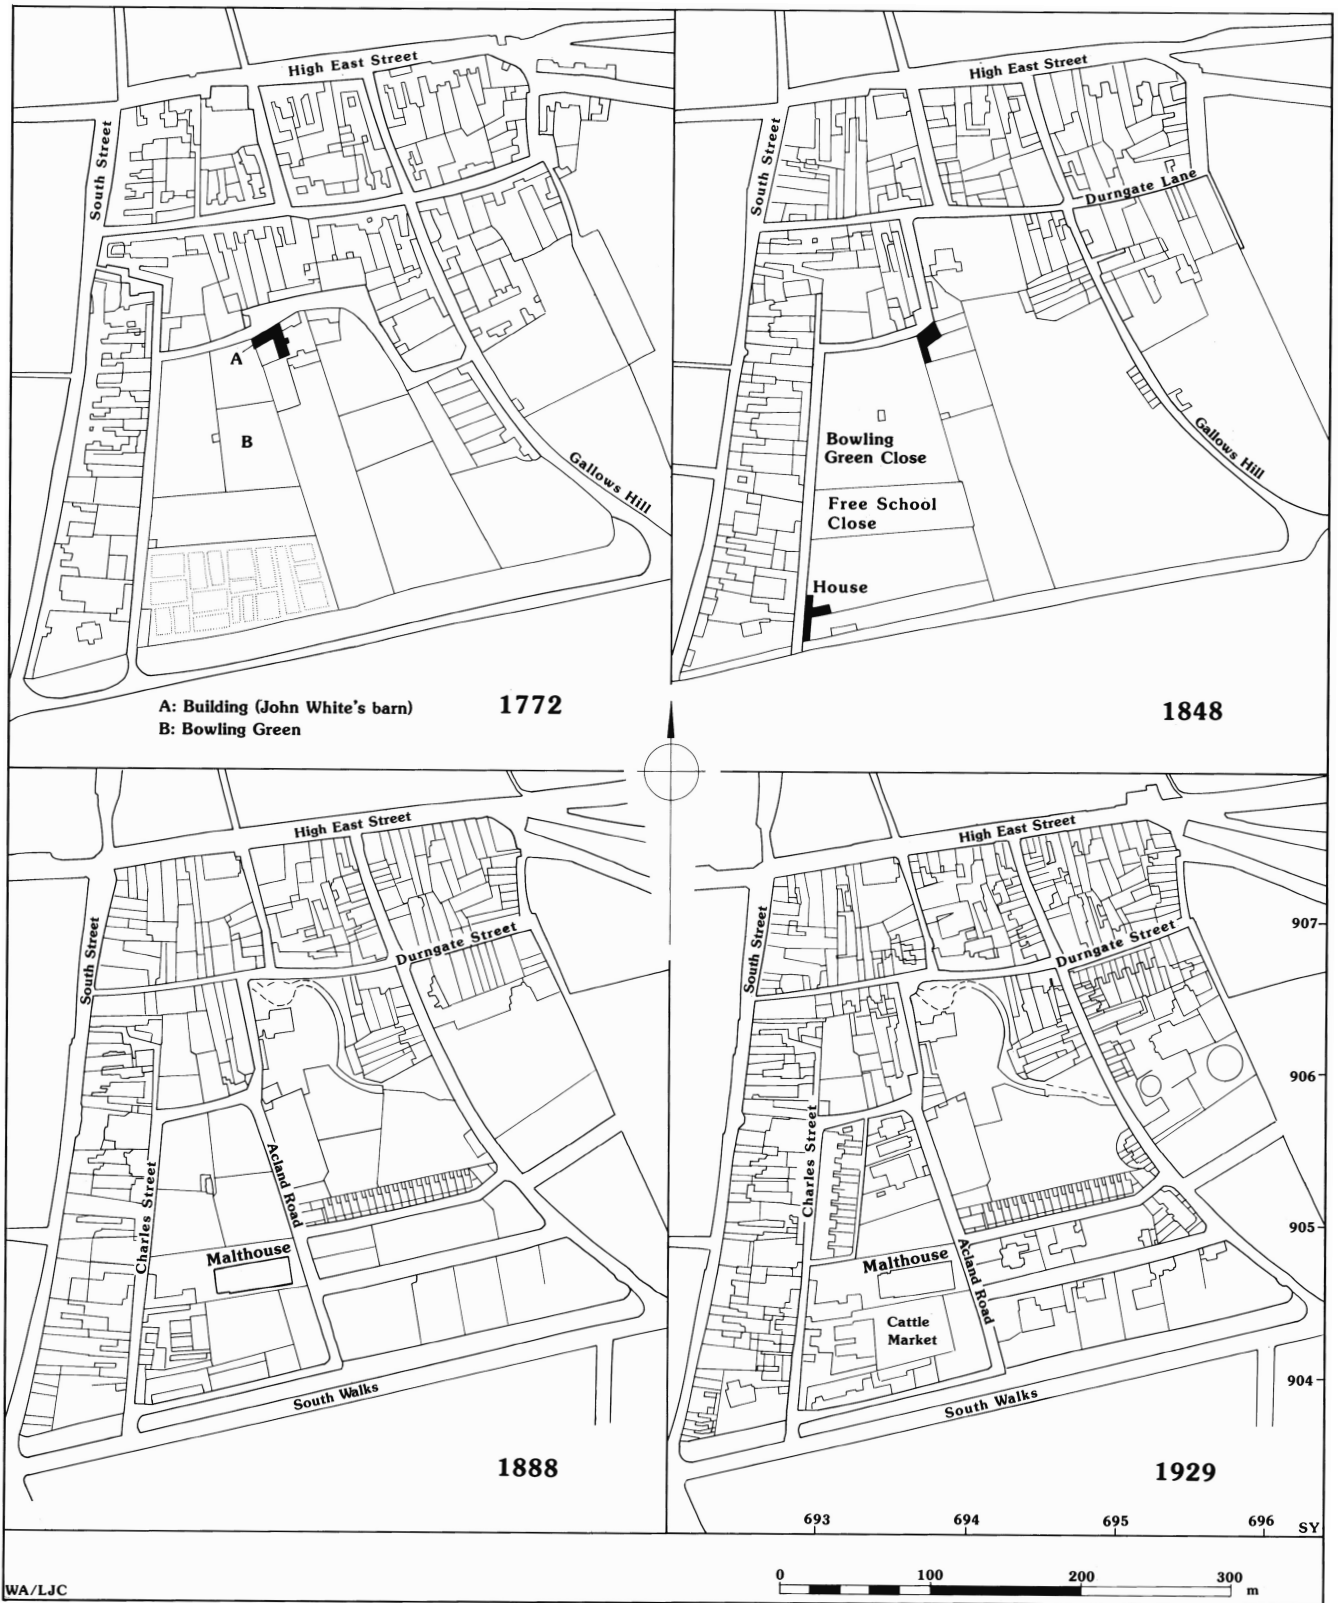 High East Street
South Street
A
B
Gallows Hill
A: Building (John White's barn)
B: Bowling Green
1772
High East Street
South Street
Durngate Lane
Gallows Hill
Bowling
Green Close
Free School
Close
House
1848
High East Street
South Street
Durngate Street
Charles Street
Acland Road
Malthouse
South Walks
1888
High East Street
South Street
Durngate Street
Charles Street
Malthouse
Acland Road
Cattle
Market
South Walks
1929
907
906
905
904
693 694 695 696 SY
WA/LJC
0 100 200 300
m